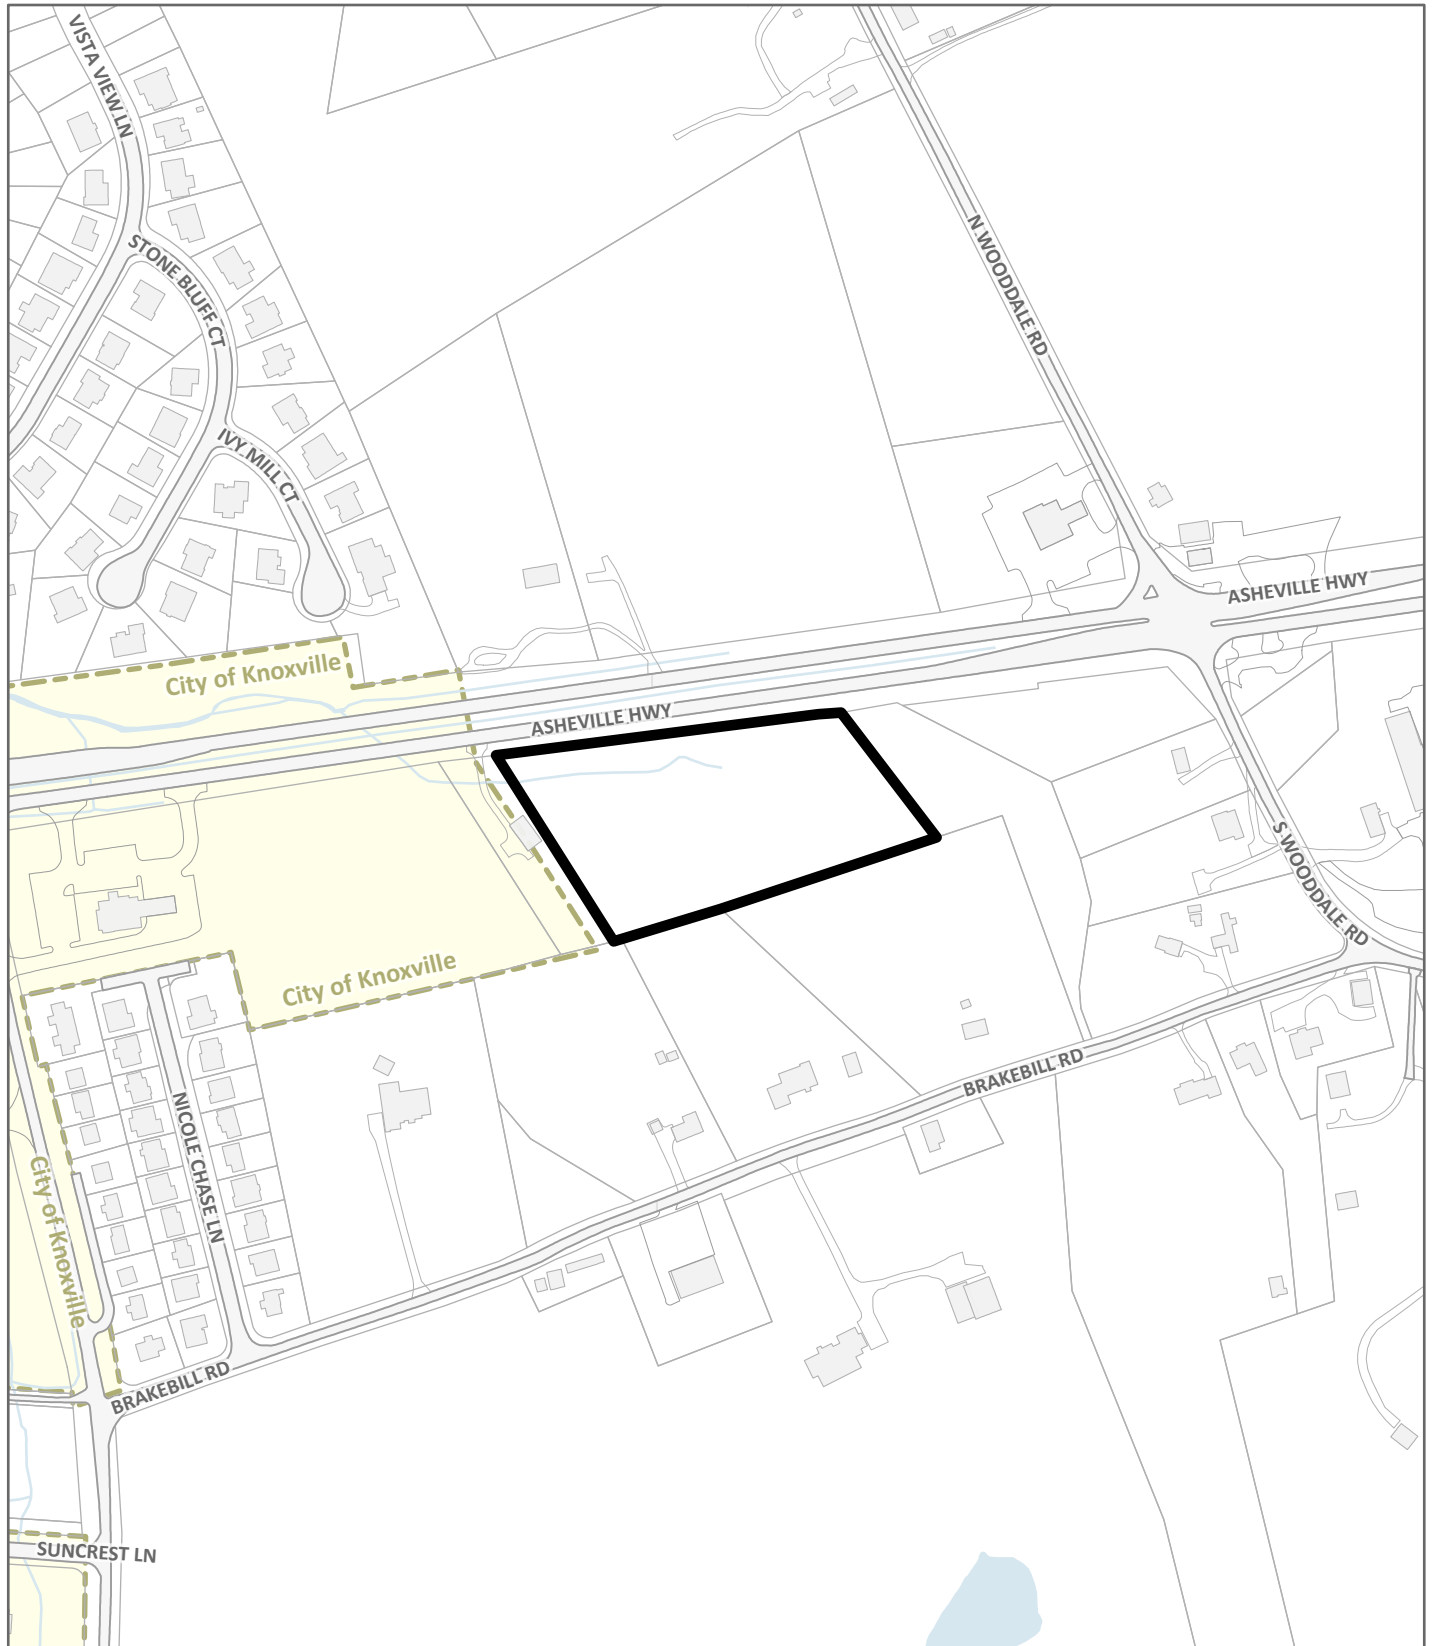 VISTA VIEW LN
STONE BLUFF CT
N WOODDALE RD
IVY MILL CT
ASHEVILLE HWY
City of Knoxville
ASHEVILLE HWY
S WOODDALE RD
City of Knoxville
BRAKEBILL RD
NICOLE CHASE LN
City of Knoxville
BRAKEBILL RD
SUNCREST LN